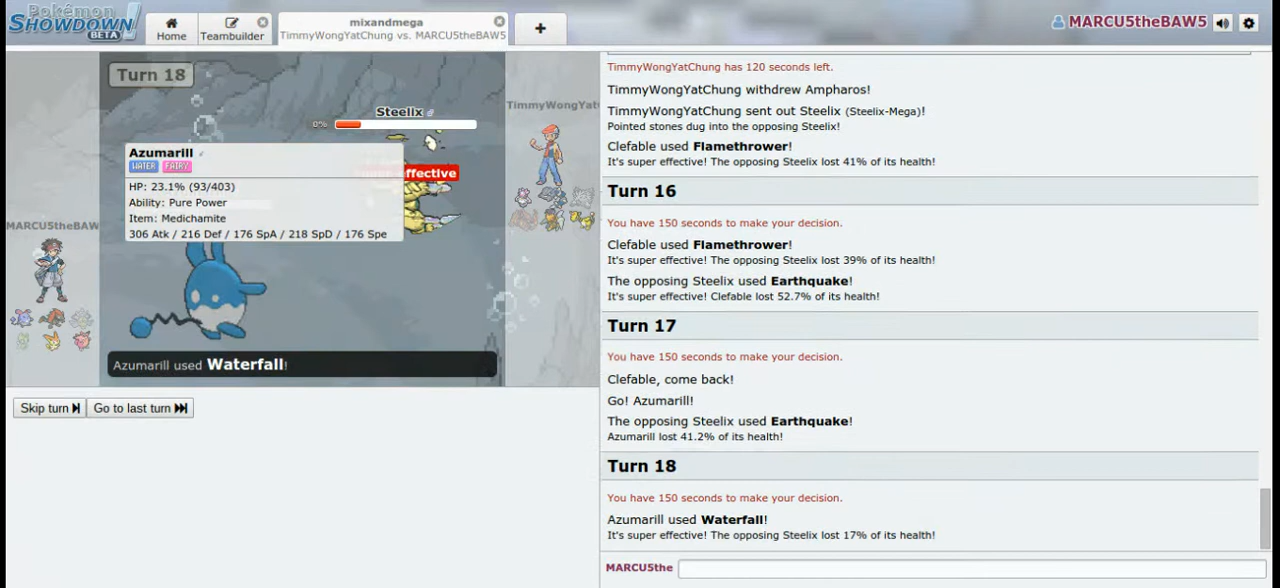 Pokémon
SHOWDOWN!
BETA
Home
Teambuilder
mixandmega
TimmyWongYatChung vs. MARCU5theBAW5
+
MARCU5theBAW5
Turn 18
Steelix ♂
0%
TimmyWongYat
Azumarill ♂
WATER FAIRY
HP: 23.1% (93/403)
Ability: Pure Power
Item: Medichamite
306 Atk / 216 Def / 176 SpA / 218 SpD / 176 Spe
effective
MARCU5theBAW
Azumarill used Waterfall!
Skip turn
Go to last turn
TimmyWongYatChung has 120 seconds left.
TimmyWongYatChung withdrew Ampharos!
TimmyWongYatChung sent out Steelix (Steelix-Mega)!
Pointed stones dug into the opposing Steelix!
Clefable used Flamethrower!
It's super effective! The opposing Steelix lost 41% of its health!
Turn 16
You have 150 seconds to make your decision.
Clefable used Flamethrower!
It's super effective! The opposing Steelix lost 39% of its health!
The opposing Steelix used Earthquake!
It's super effective! Clefable lost 52.7% of its health!
Turn 17
You have 150 seconds to make your decision.
Clefable, come back!
Go! Azumarill!
The opposing Steelix used Earthquake!
Azumarill lost 41.2% of its health!
Turn 18
You have 150 seconds to make your decision.
Azumarill used Waterfall!
It's super effective! The opposing Steelix lost 17% of its health!
MARCU5the